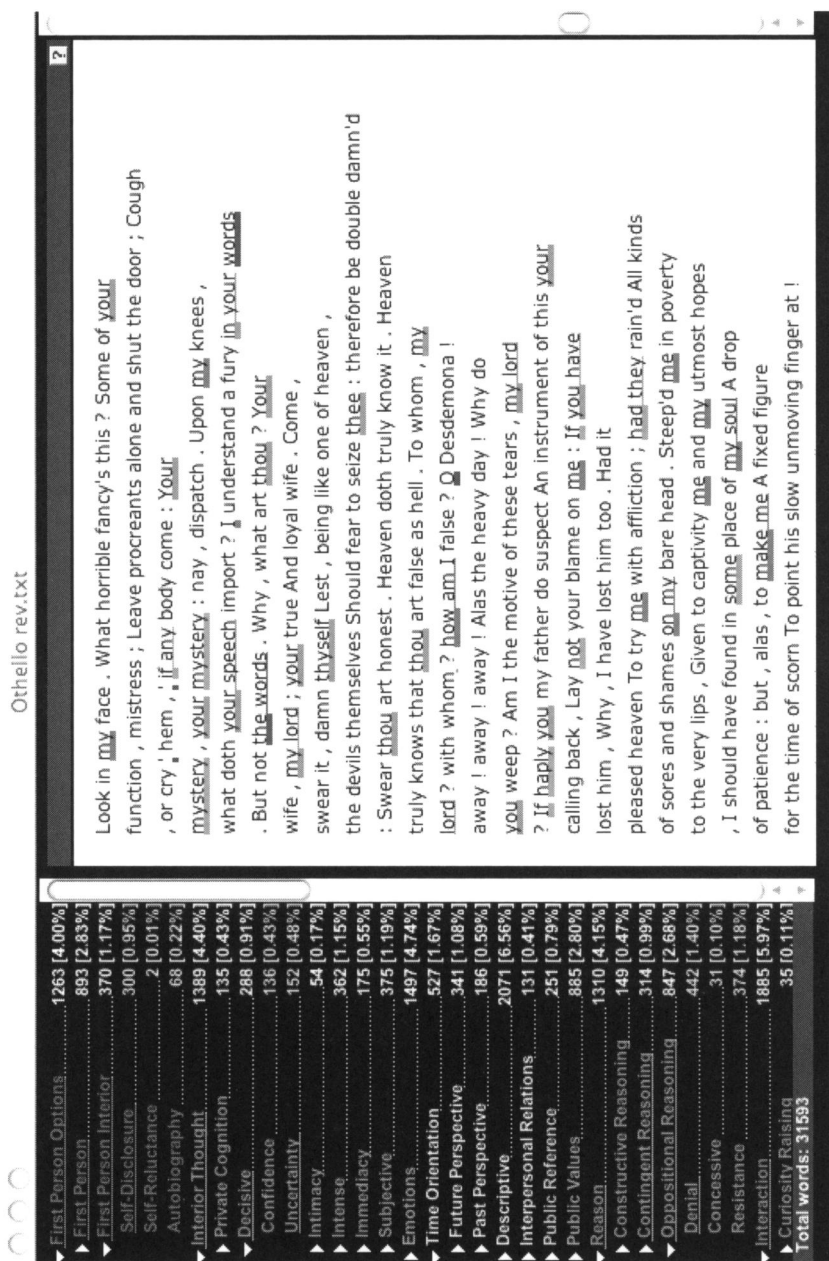 Othello rev.txt
First Person Options 1263 [4.00%]
First Person 893 [2.83%]
First Person Interior 370 [1.17%]
Self-Disclosure 300 [0.95%]
Self-Reluctance 2 [0.01%]
Autobiography 68 [0.22%]
Interior Thought 1389 [4.40%]
Private Cognition 135 [0.43%]
Decisive 288 [0.91%]
Confidence 136 [0.43%]
Uncertainty 152 [0.48%]
Intimacy 54 [0.17%]
Intense 362 [1.15%]
Immediacy 175 [0.55%]
Subjective 375 [1.19%]
Emotions 1497 [4.74%]
Time Orientation 527 [1.67%]
Future Perspective 341 [1.08%]
Past Perspective 186 [0.59%]
Descriptive 2071 [6.56%]
Interpersonal Relations 131 [0.41%]
Public Reference 251 [0.79%]
Public Values 885 [2.80%]
Reason 1310 [4.15%]
Constructive Reasoning 149 [0.47%]
Contingent Reasoning 314 [0.99%]
Oppositional Reasoning 847 [2.68%]
Denial 442 [1.40%]
Concessive 31 [0.10%]
Resistance 374 [1.18%]
Interaction 1885 [5.97%]
Curiosity Raising 35 [0.11%]
Total words: 31593
?
Look in my face . What horrible fancy's this ? Some of your
function , mistress ; Leave procreants alone and shut the door ; Cough
, or cry ' hem , ' if any body come : Your
mystery , your mystery : nay , dispatch . Upon my knees ,
what doth your speech import ? I understand a fury in your words
. But not the words . Why , what art thou ? Your
wife , my lord ; your true And loyal wife . Come ,
swear it , damn thyself Lest , being like one of heaven ,
the devils themselves Should fear to seize thee : therefore be double damn'd
: Swear thou art honest . Heaven doth truly know it . Heaven
truly knows that thou art false as hell . To whom , my
lord ? with whom ? how am I false ? O Desdemona !
away ! away ! away ! Alas the heavy day ! Why do
you weep ? Am I the motive of these tears , my lord
? If haply you my father do suspect An instrument of this your
calling back , Lay not your blame on me : If you have
lost him , Why , I have lost him too . Had it
pleased heaven To try me with affliction ; had they rain'd All kinds
of sores and shames on my bare head . Steep'd me in poverty
to the very lips , Given to captivity me and my utmost hopes
, I should have found in some place of my soul A drop
of patience : but , alas , to make me A fixed figure
for the time of scorn To point his slow unmoving finger at !